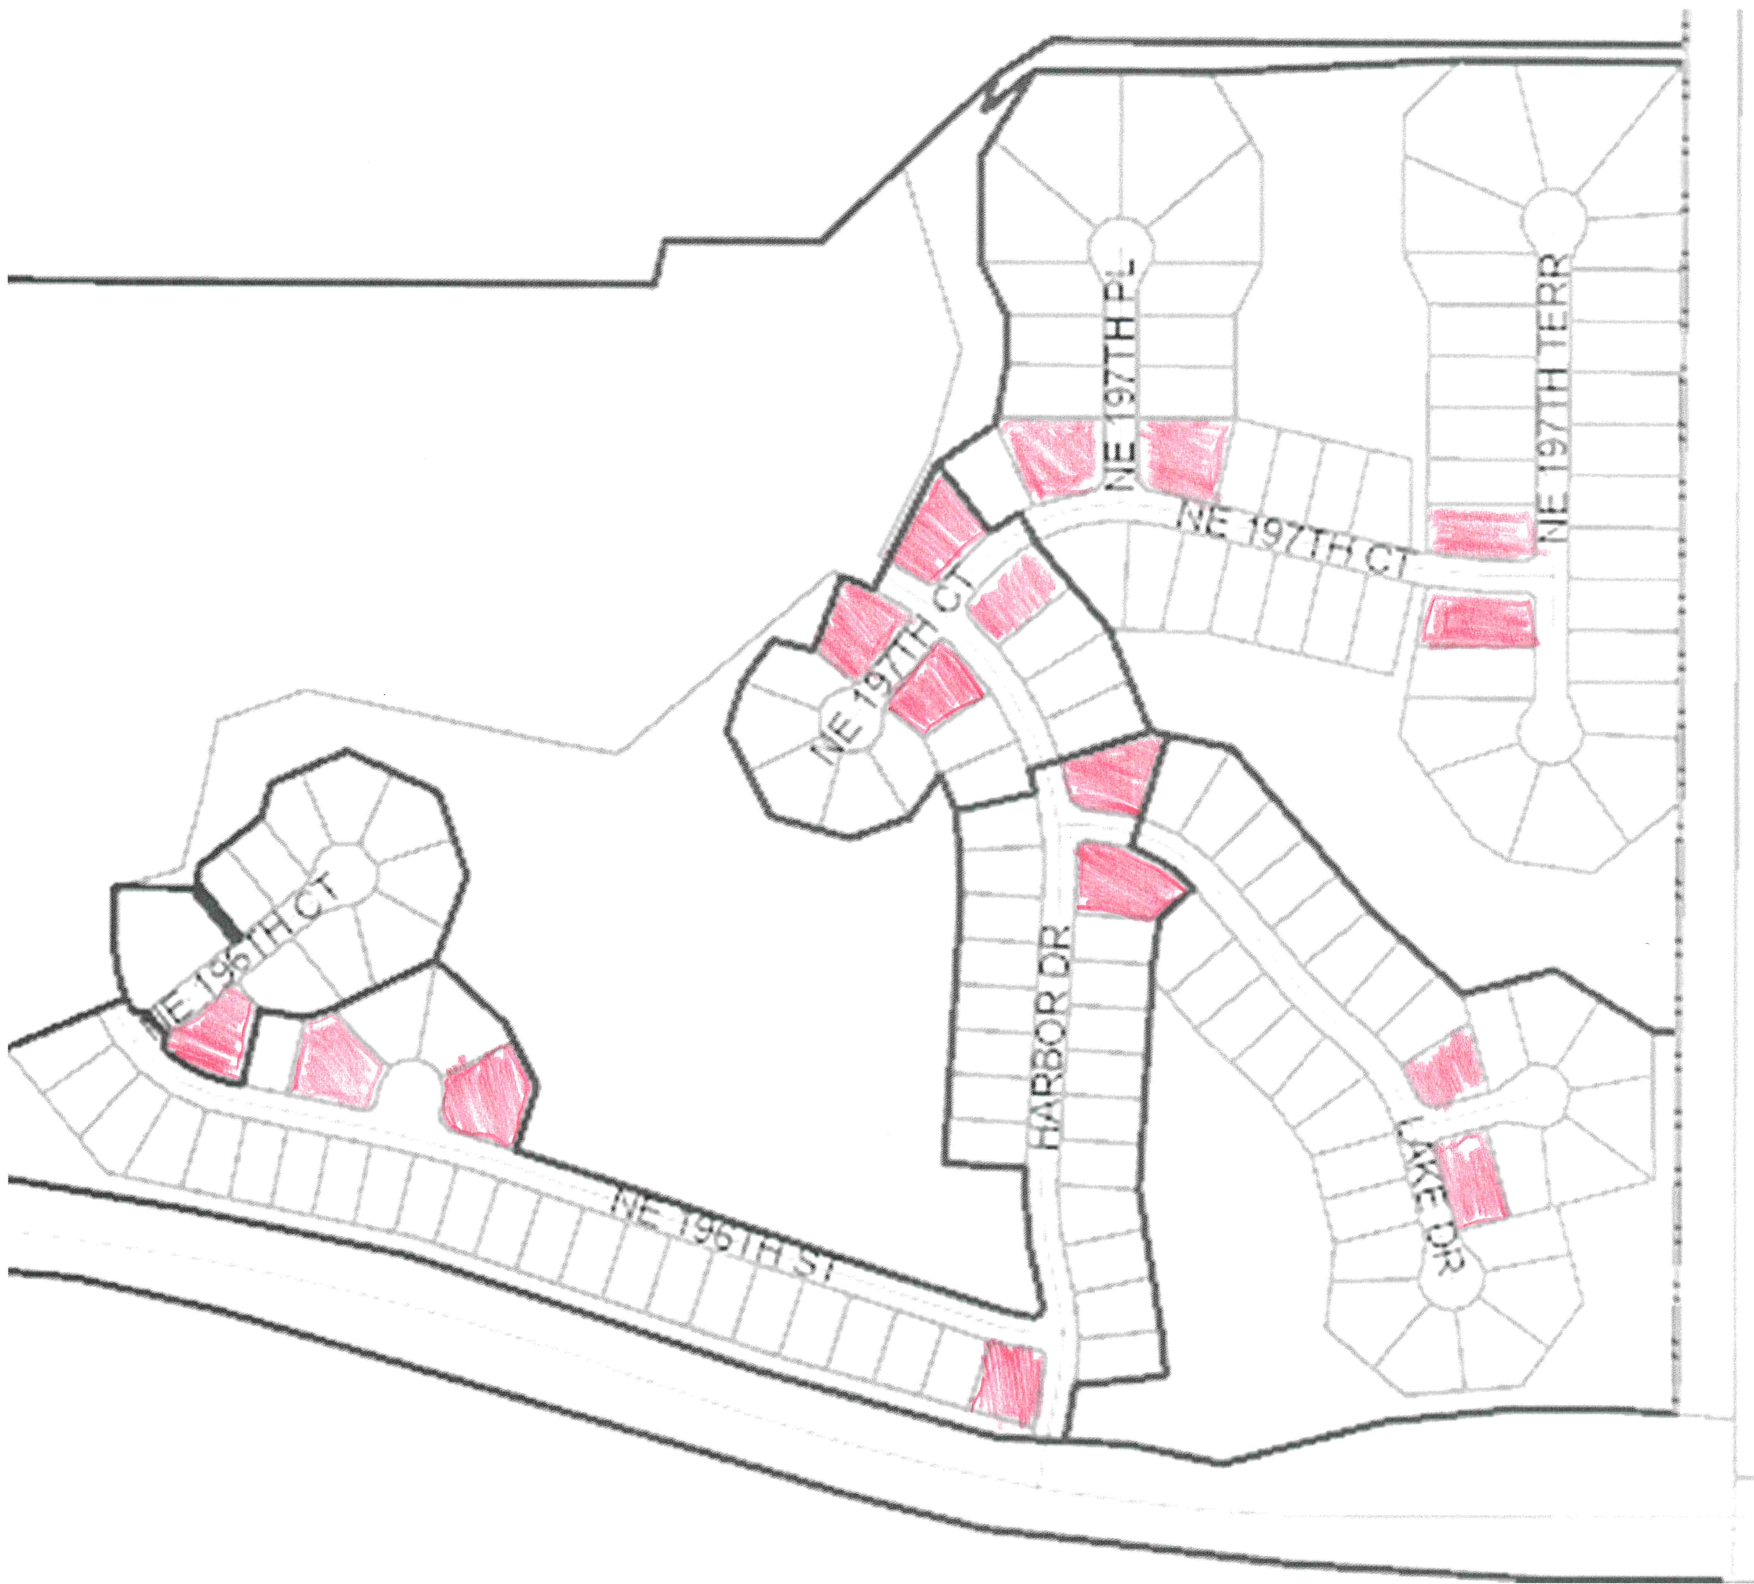 NE 197TH PL
NE 197TH TERR
NE 197TH CT
NE 197TH CT
NE 196TH CT
HARBOR DR
LAKE DR
NE 196TH ST